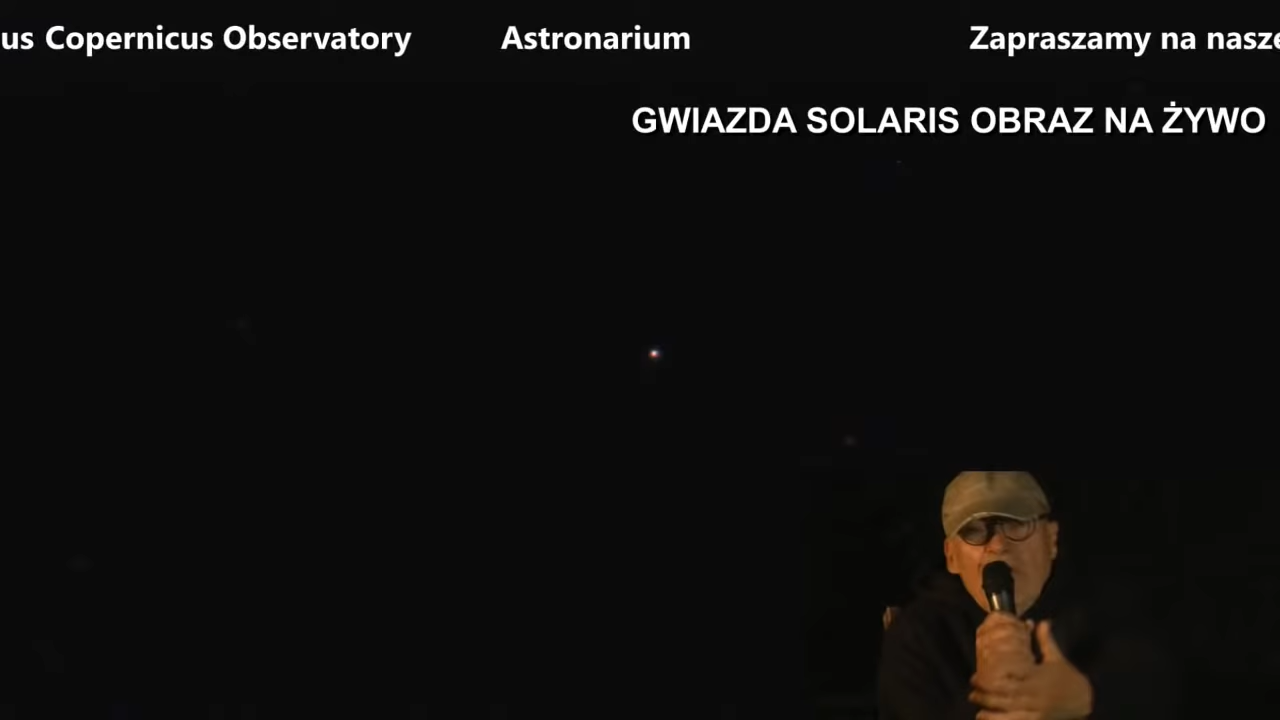 us Copernicus Observatory Astronarium Zapraszamy na nasze
GWIAZDA SOLARIS OBRAZ NA ŻYWO